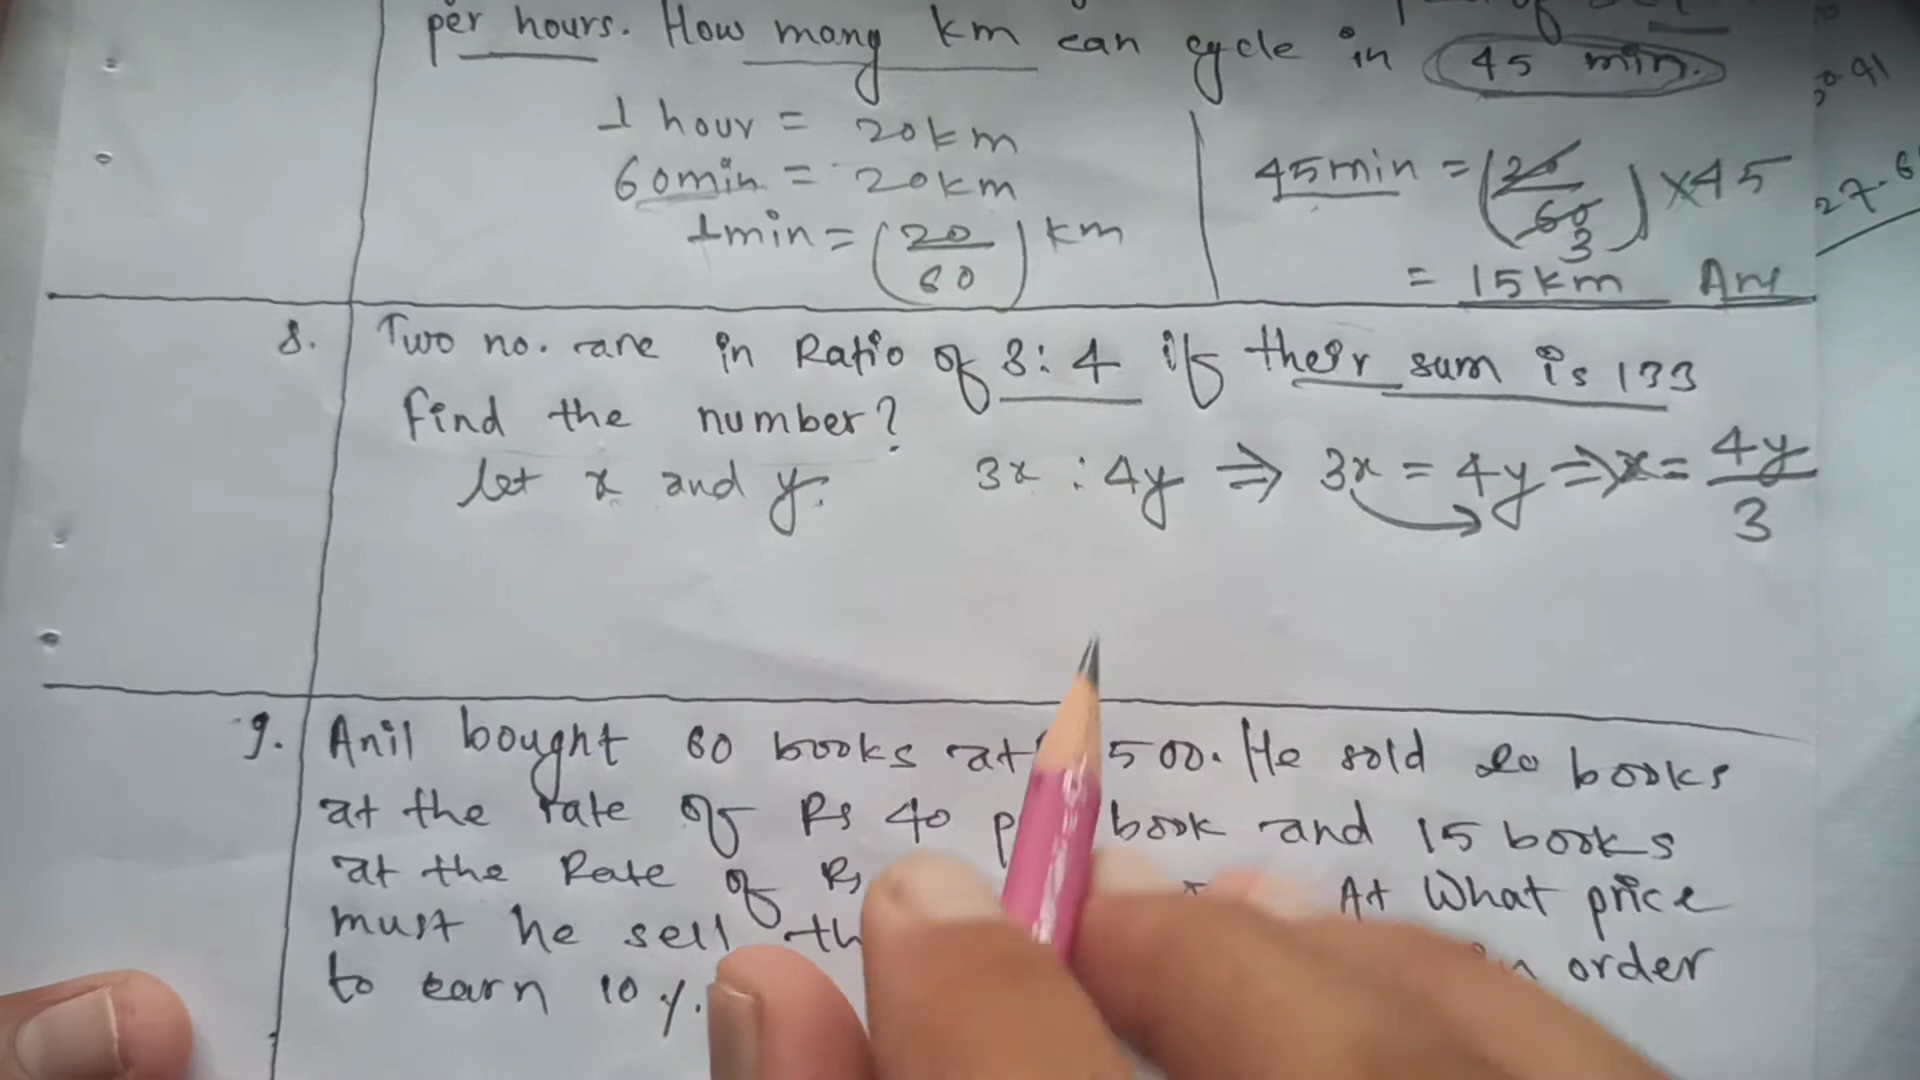 per hours. How many km can cycle in 45 min.
1 hour = 20km
60min = 20km
1min = (20/60) km
45min = (20/60) x45
3
= 15km Ans
8. Two no. are in Ratio of 3:4 if their sum is 133
Find the number?
let x and y. 3x : 4y ⇒ 3x = 4y ⇒ x = 4y/3
9. Anil bought 60 books at 500. He sold 20 books
at the rate of Rs 40 book and 15 books
at the Rate of Rs At What price
must he sell in order
to earn 10 %.